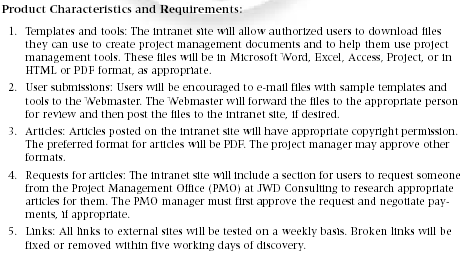 Product Characteristics and Requirements:
1. Templates and tools: The intranet site will allow authorized users to download files
they can use to create project management documents and to help them use project
management tools. These files will be in Microsoft Word, Excel, Access, Project, or in
HTML or PDF format, as appropriate.
2. User submissions: Users will be encouraged to e-mail files with sample templates and
tools to the Webmaster. The Webmaster will forward the files to the appropriate person
for review and then post the files to the intranet site, if desired.
3. Articles: Articles posted on the intranet site will have appropriate copyright permission.
The preferred format for articles will be PDF. The project manager may approve other
formats.
4. Requests for articles: The intranet site will include a section for users to request someone
from the Project Management Office (PMO) at JWD Consulting to research appropriate
articles for them. The PMO manager must first approve the request and negotiate pay-
ments, if appropriate.
5. Links: All links to external sites will be tested on a weekly basis. Broken links will be
fixed or removed within five working days of discovery.